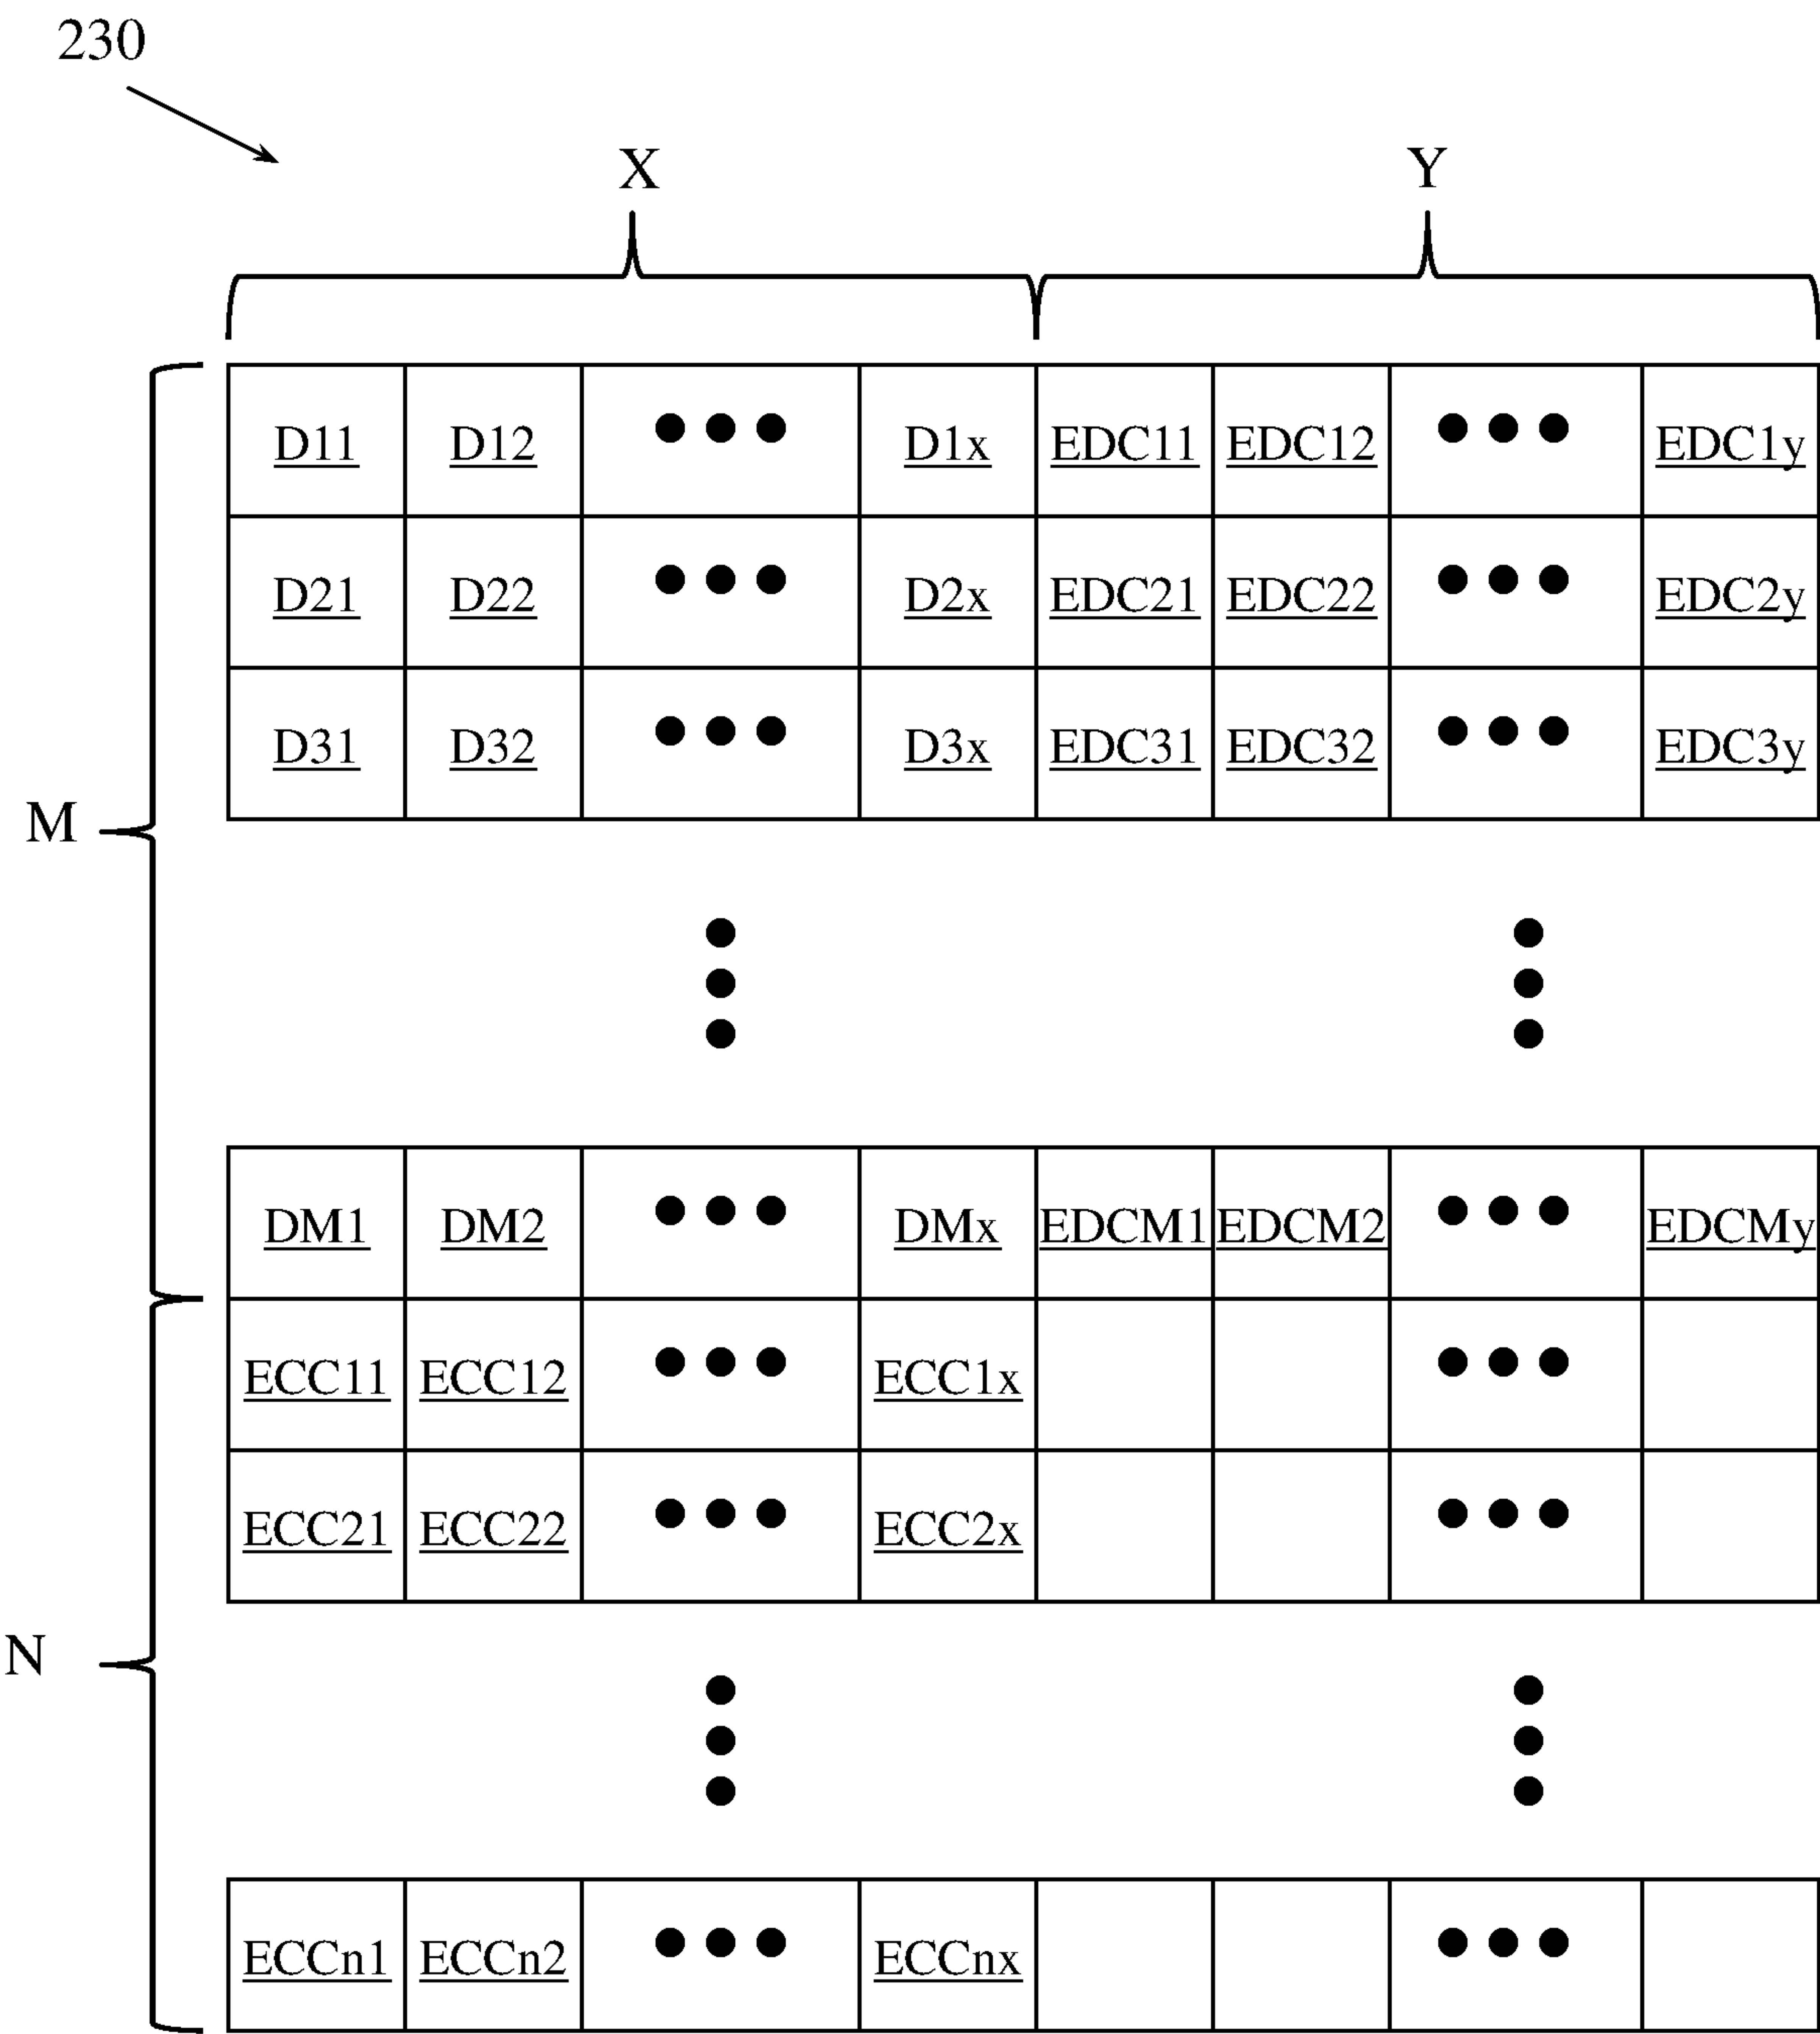 230
X Y
D11 D12 D1x EDC11 EDC12 EDC1y
D21 D22 D2x EDC21 EDC22 EDC2y
D31 D32 D3x EDC31 EDC32 EDC3y
M
DM1 DM2 DMx EDCM1 EDCM2 EDCMy
ECC11 ECC12 ECC1x
ECC21 ECC22 ECC2x
N
ECCn1 ECCn2 ECCnx